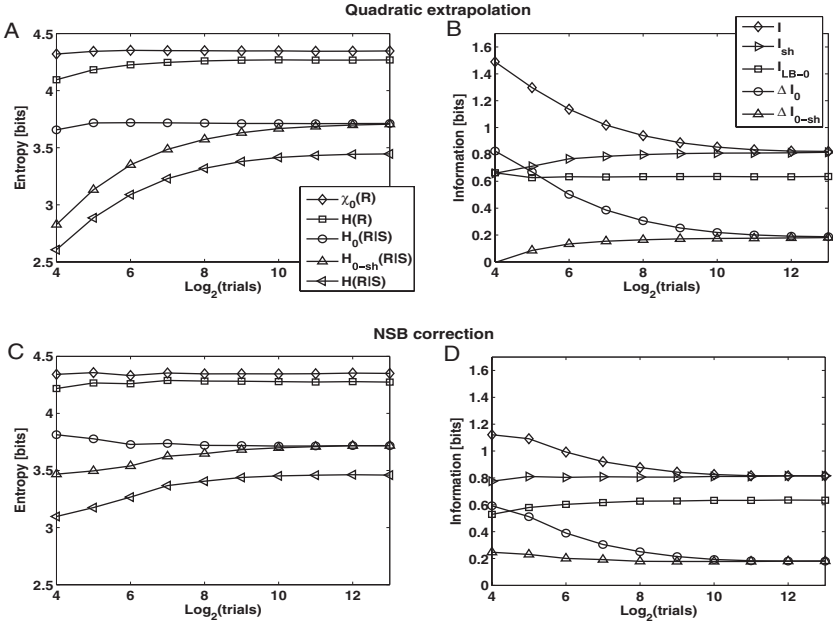 Quadratic extrapolation
A
4.5
4
3.5
3
2.5
Entropy [bits]
4 6 8 10 12
Log2(trials)
χ0(R)
H(R)
H0(R|S)
H0−sh(R|S)
H(R|S)
B
1.6
1.4
1.2
1
0.8
0.6
0.4
0.2
0
Information [bits]
4 6 8 10 12
Log2(trials)
I
Ish
ILB−0
Δ I0
Δ I0−sh
NSB correction
C
4.5
4
3.5
3
2.5
Entropy [bits]
4 6 8 10 12
Log2(trials)
D
1.6
1.4
1.2
1
0.8
0.6
0.4
0.2
0
Information [bits]
4 6 8 10 12
Log2(trials)